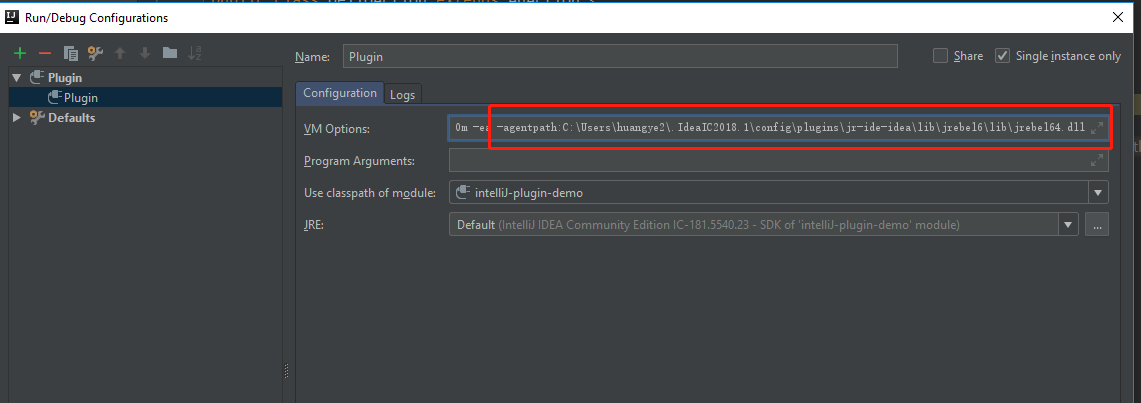 Run/Debug Configurations
Name: Plugin
Share
Single instance only
Plugin
Plugin
Defaults
Configuration
Logs
VM Options: 0m -ea -agentpath:C:\Users\huangye2\.IdeaIC2018.1\config\plugins\jr-ide-idea\lib\jrebel6\lib\jrebel64.dll
Program Arguments:
Use classpath of module: intelliJ-plugin-demo
JRE: Default (IntelliJ IDEA Community Edition IC-181.5540.23 - SDK of 'intelliJ-plugin-demo' module) ...